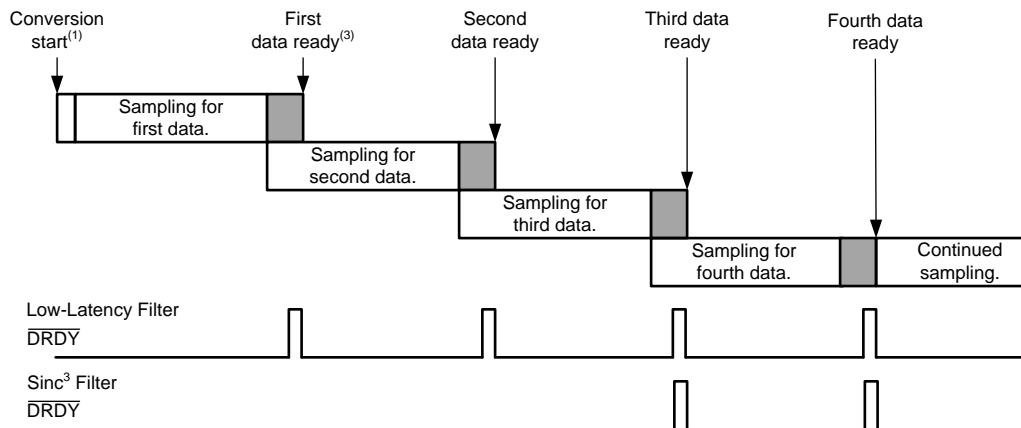 Conversion
start(1)
First
data ready(3)
Second
data ready
Third data
ready
Fourth data
ready
Sampling for
first data.
Sampling for
second data.
Sampling for
third data.
Sampling for
fourth data.
Continued
sampling.
Low-Latency Filter
DRDY
Sinc3 Filter
DRDY